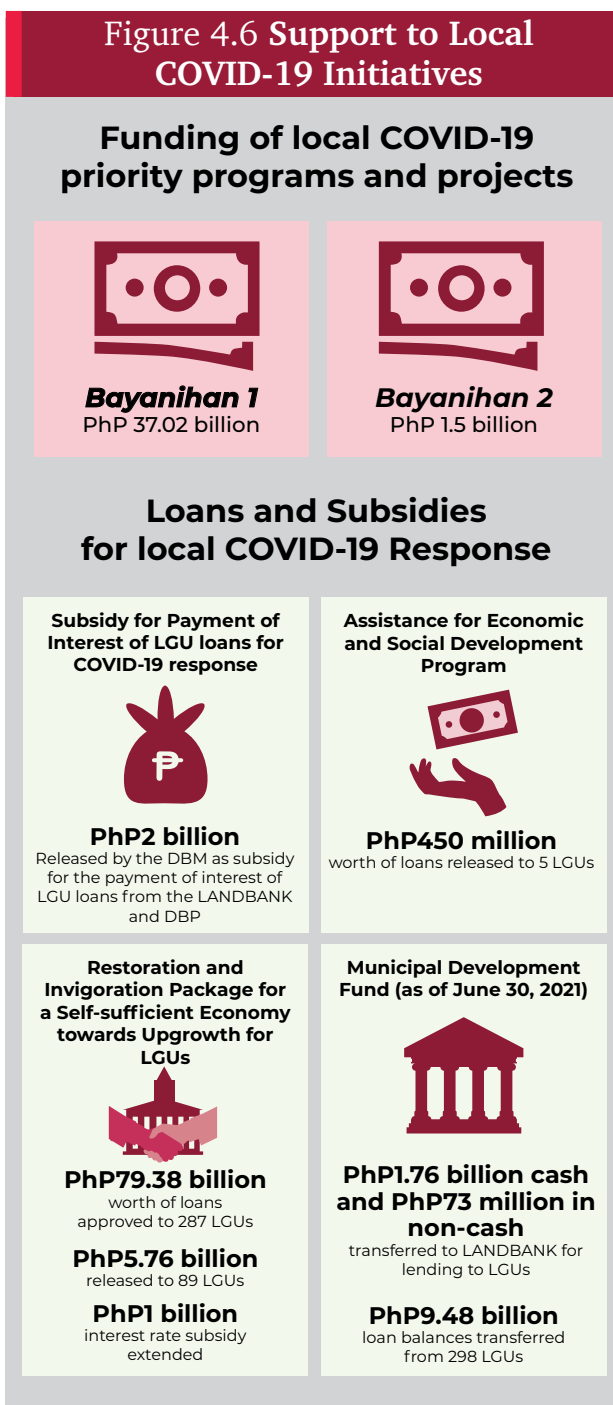 Figure 4.6 Support to Local
COVID-19 Initiatives
Funding of local COVID-19
priority programs and projects
Bayanihan 1
PhP 37.02 billion
Bayanihan 2
PhP 1.5 billion
Loans and Subsidies
for local COVID-19 Response
Subsidy for Payment of
Interest of LGU loans for
COVID-19 response
₱
PhP2 billion
Released by the DBM as subsidy
for the payment of interest of
LGU loans from the LANDBANK
and DBP
Assistance for Economic
and Social Development
Program
PhP450 million
worth of loans released to 5 LGUs
Restoration and
Invigoration Package for
a Self-sufficient Economy
towards Upgrowth for
LGUs
PhP79.38 billion
worth of loans
approved to 287 LGUs
PhP5.76 billion
released to 89 LGUs
PhP1 billion
interest rate subsidy
extended
Municipal Development
Fund (as of June 30, 2021)
PhP1.76 billion cash
and PhP73 million in
non-cash
transferred to LANDBANK for
lending to LGUs
PhP9.48 billion
loan balances transferred
from 298 LGUs